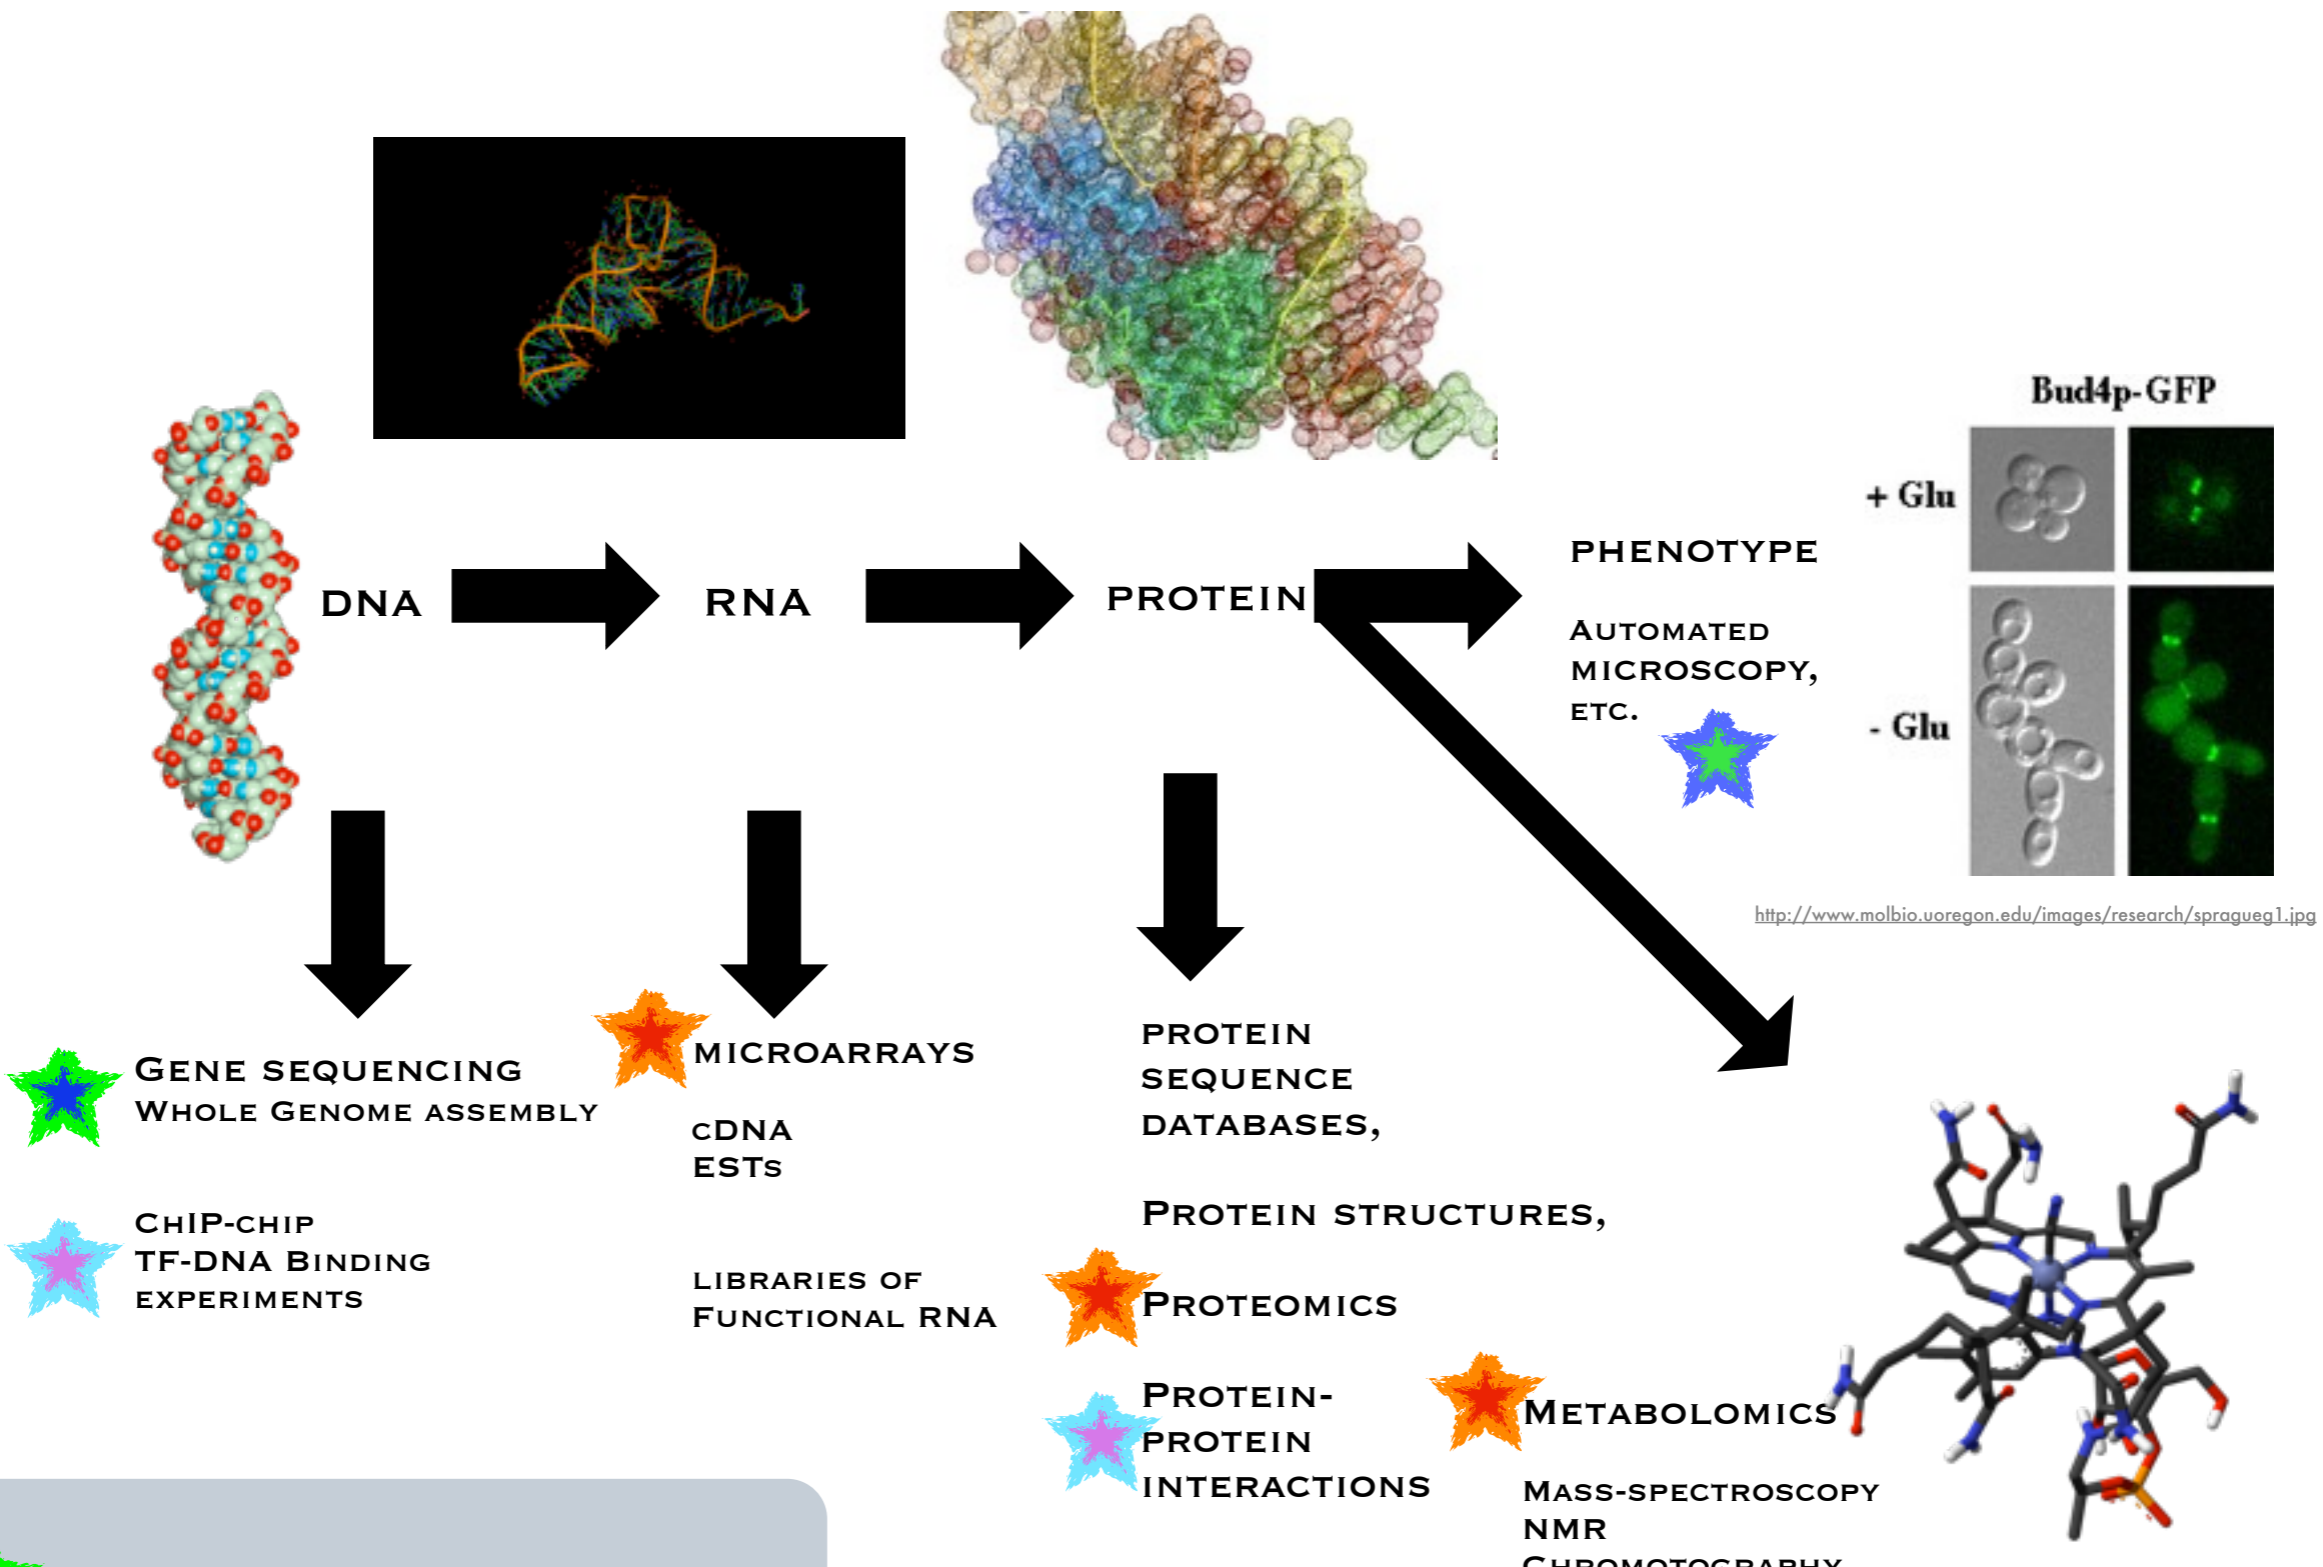 Bud4p-GFP
+ Glu
- Glu
DNA
RNA
PROTEIN
PHENOTYPE
AUTOMATED
MICROSCOPY,
ETC.
http://www.molbio.uoregon.edu/images/research/spragueg1.jpg
GENE SEQUENCING
WHOLE GENOME ASSEMBLY
CHIP-CHIP
TF-DNA BINDING
EXPERIMENTS
MICROARRAYS
CDNA
ESTS
LIBRARIES OF
FUNCTIONAL RNA
PROTEIN
SEQUENCE
DATABASES,
PROTEIN STRUCTURES,
PROTEOMICS
PROTEIN-
PROTEIN
INTERACTIONS
METABOLOMICS
MASS-SPECTROSCOPY
NMR
CHROMOTOGRAPHY